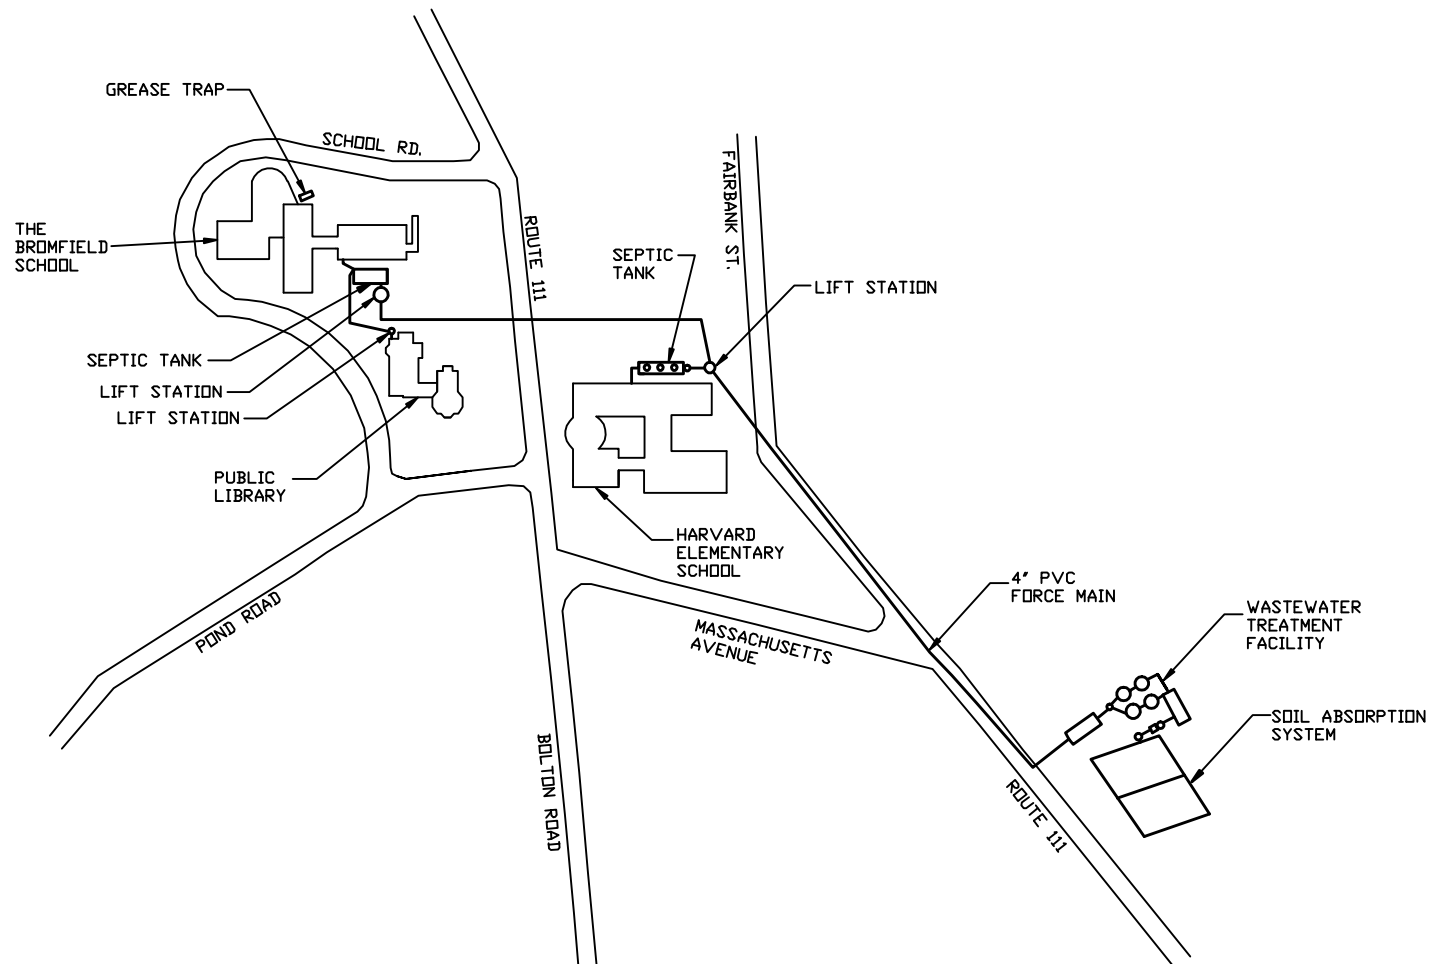 GREASE TRAP
SCHOOL RD.
THE
BROMFIELD
SCHOOL
ROUTE 111
FAIRBANK ST.
SEPTIC
TANK
LIFT STATION
SEPTIC TANK
LIFT STATION
LIFT STATION
PUBLIC
LIBRARY
HARVARD
ELEMENTARY
SCHOOL
4" PVC
FORCE MAIN
POND ROAD
MASSACHUSETTS
AVENUE
WASTEWATER
TREATMENT
FACILITY
SOIL ABSORPTION
SYSTEM
BOLTON ROAD
ROUTE 111